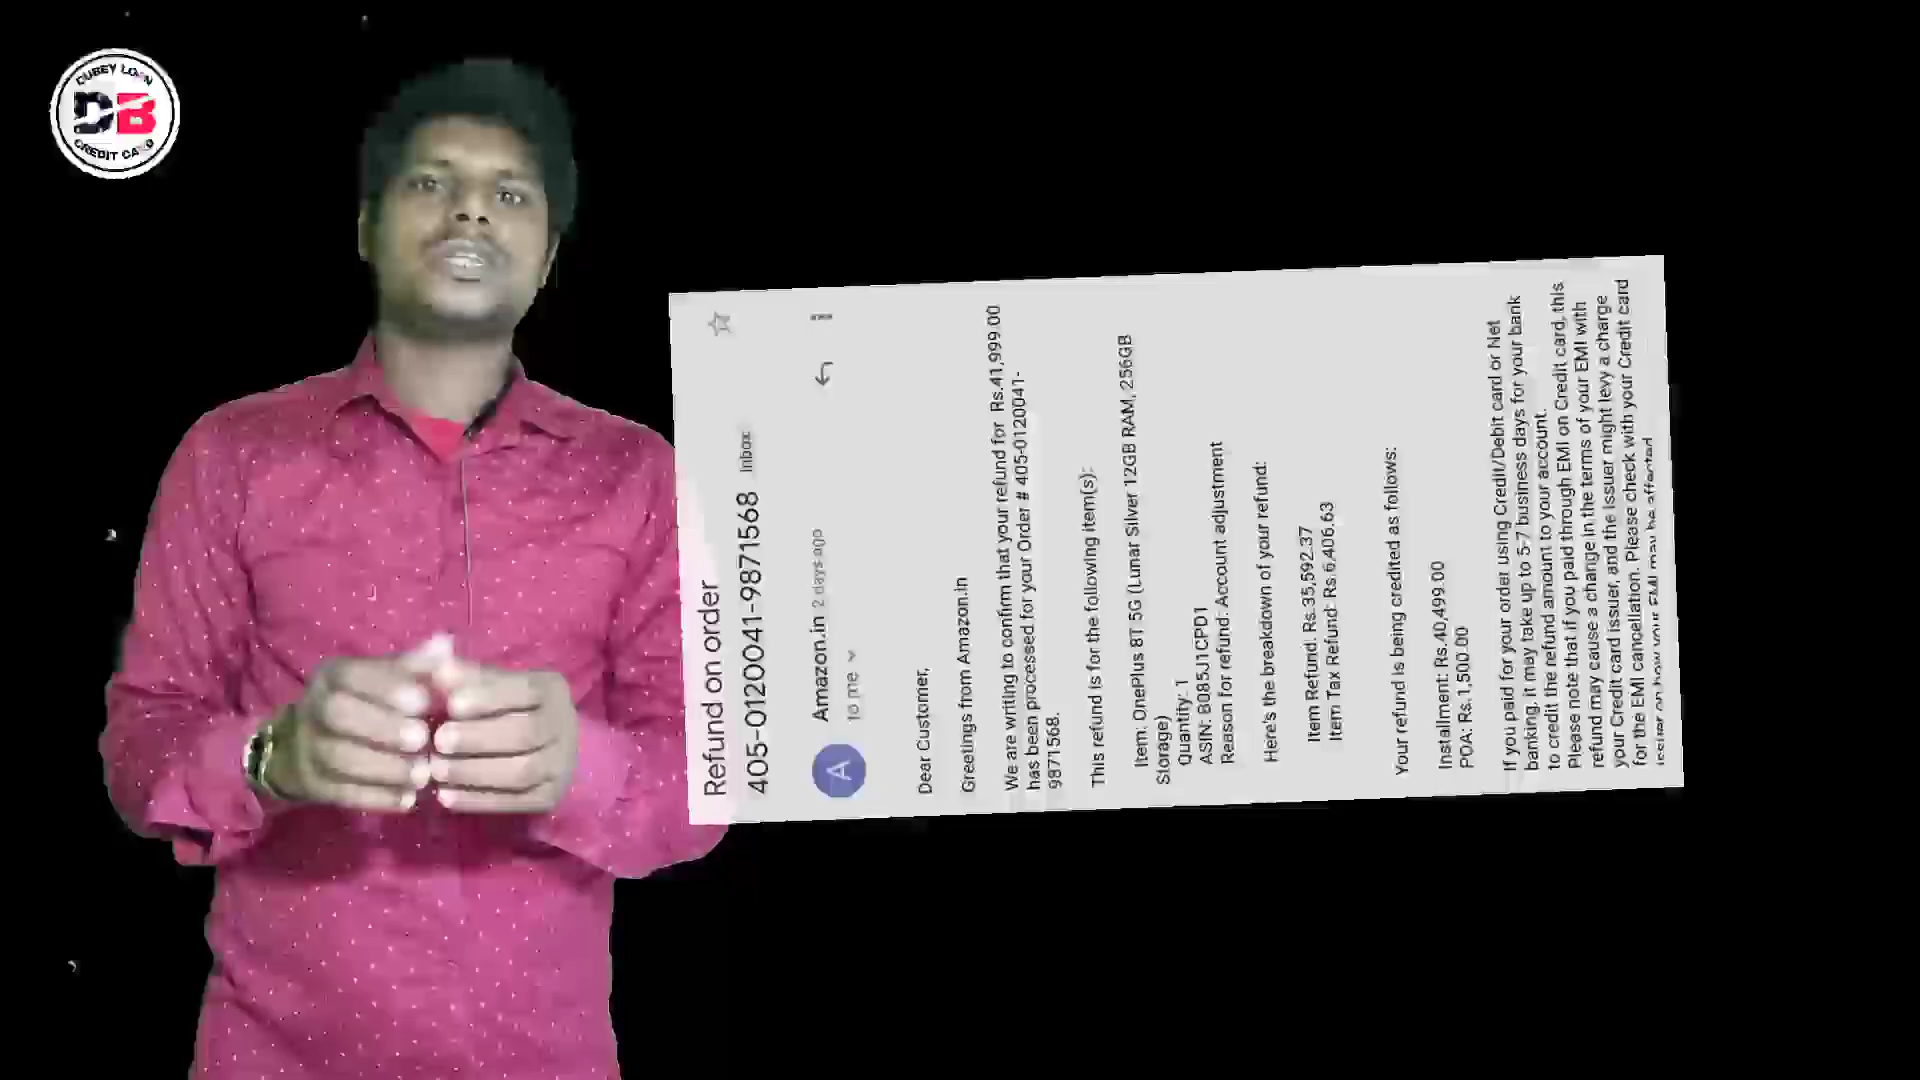 DUBEY LOAN
DB
CREDIT CARD
Refund on order
405-0120041-9871568 Inbox
A
Amazon.in 2 days ago
to me
Dear Customer,
Greetings from Amazon.in
We are writing to confirm that your refund for Rs.41,999.00
has been processed for your Order # 405-0120041-
9871568.
This refund is for the following item(s):
Item: OnePlus 8T 5G (Lunar Silver 12GB RAM, 256GB
Storage)
Quantity: 1
ASIN: B085J1CPD1
Reason for refund: Account adjustment
Here's the breakdown of your refund:
Item Refund: Rs.35,592.37
Item Tax Refund: Rs.6,406.63
Your refund is being credited as follows:
Installment: Rs.40,499.00
POA: Rs.1,500.00
If you paid for your order using Credit/Debit card or Net
banking, it may take up to 5-7 business days for your bank
to credit the refund amount to your account.
Please note that if you paid through EMI on Credit card, this
refund may cause a change in the terms of your EMI with
your Credit card issuer, and the issuer might levy a charge
for the EMI cancellation. Please check with your Credit card
issuer on how your EMI may be affected